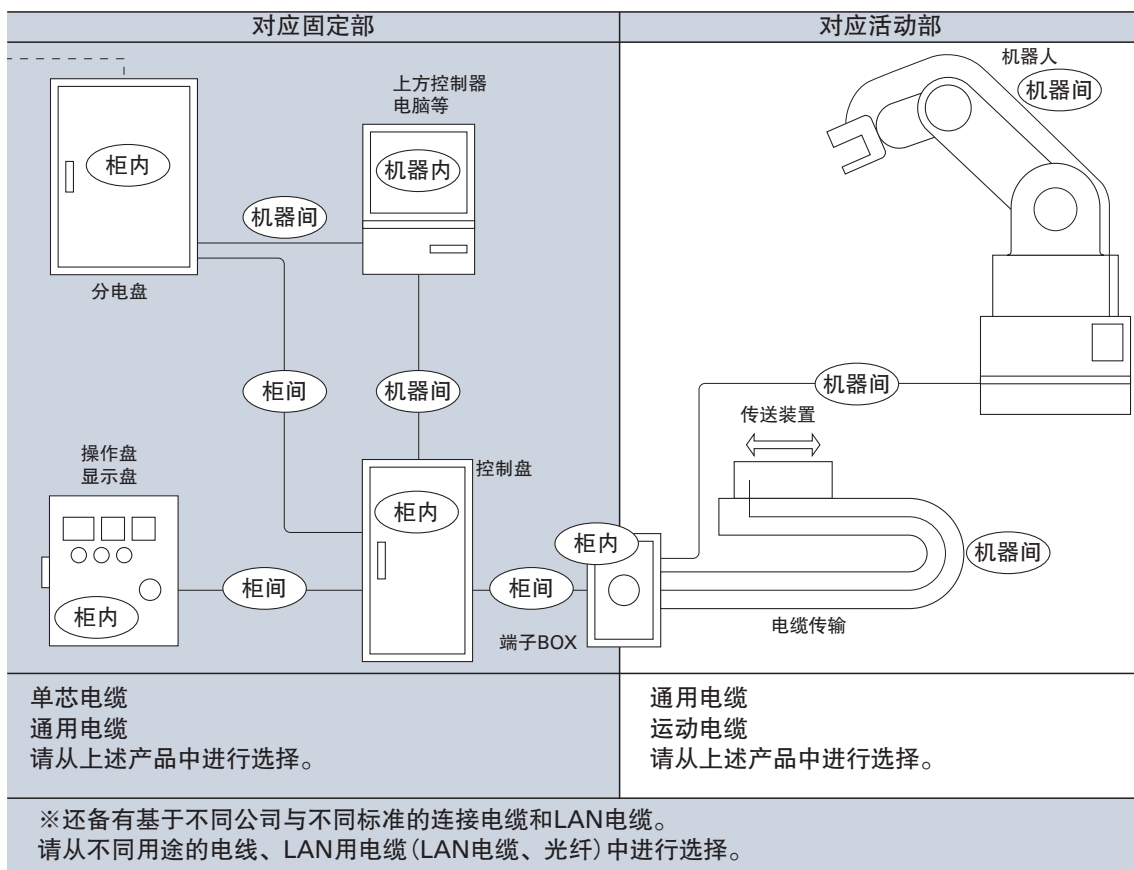 对应固定部
对应活动部
机器人
机器间
上方控制器
电脑等
柜内
机器内
机器间
分电盘
柜间
机器间
机器间
传送装置
操作盘
显示盘
控制盘
柜内
柜内
机器间
柜间
柜间
柜内
电缆传输
端子BOX
单芯电缆
通用电缆
请从上述产品中进行选择。
通用电缆
运动电缆
请从上述产品中进行选择。
※还备有基于不同公司与不同标准的连接电缆和LAN电缆。
请从不同用途的电线、LAN用电缆(LAN电缆、光纤)中进行选择。